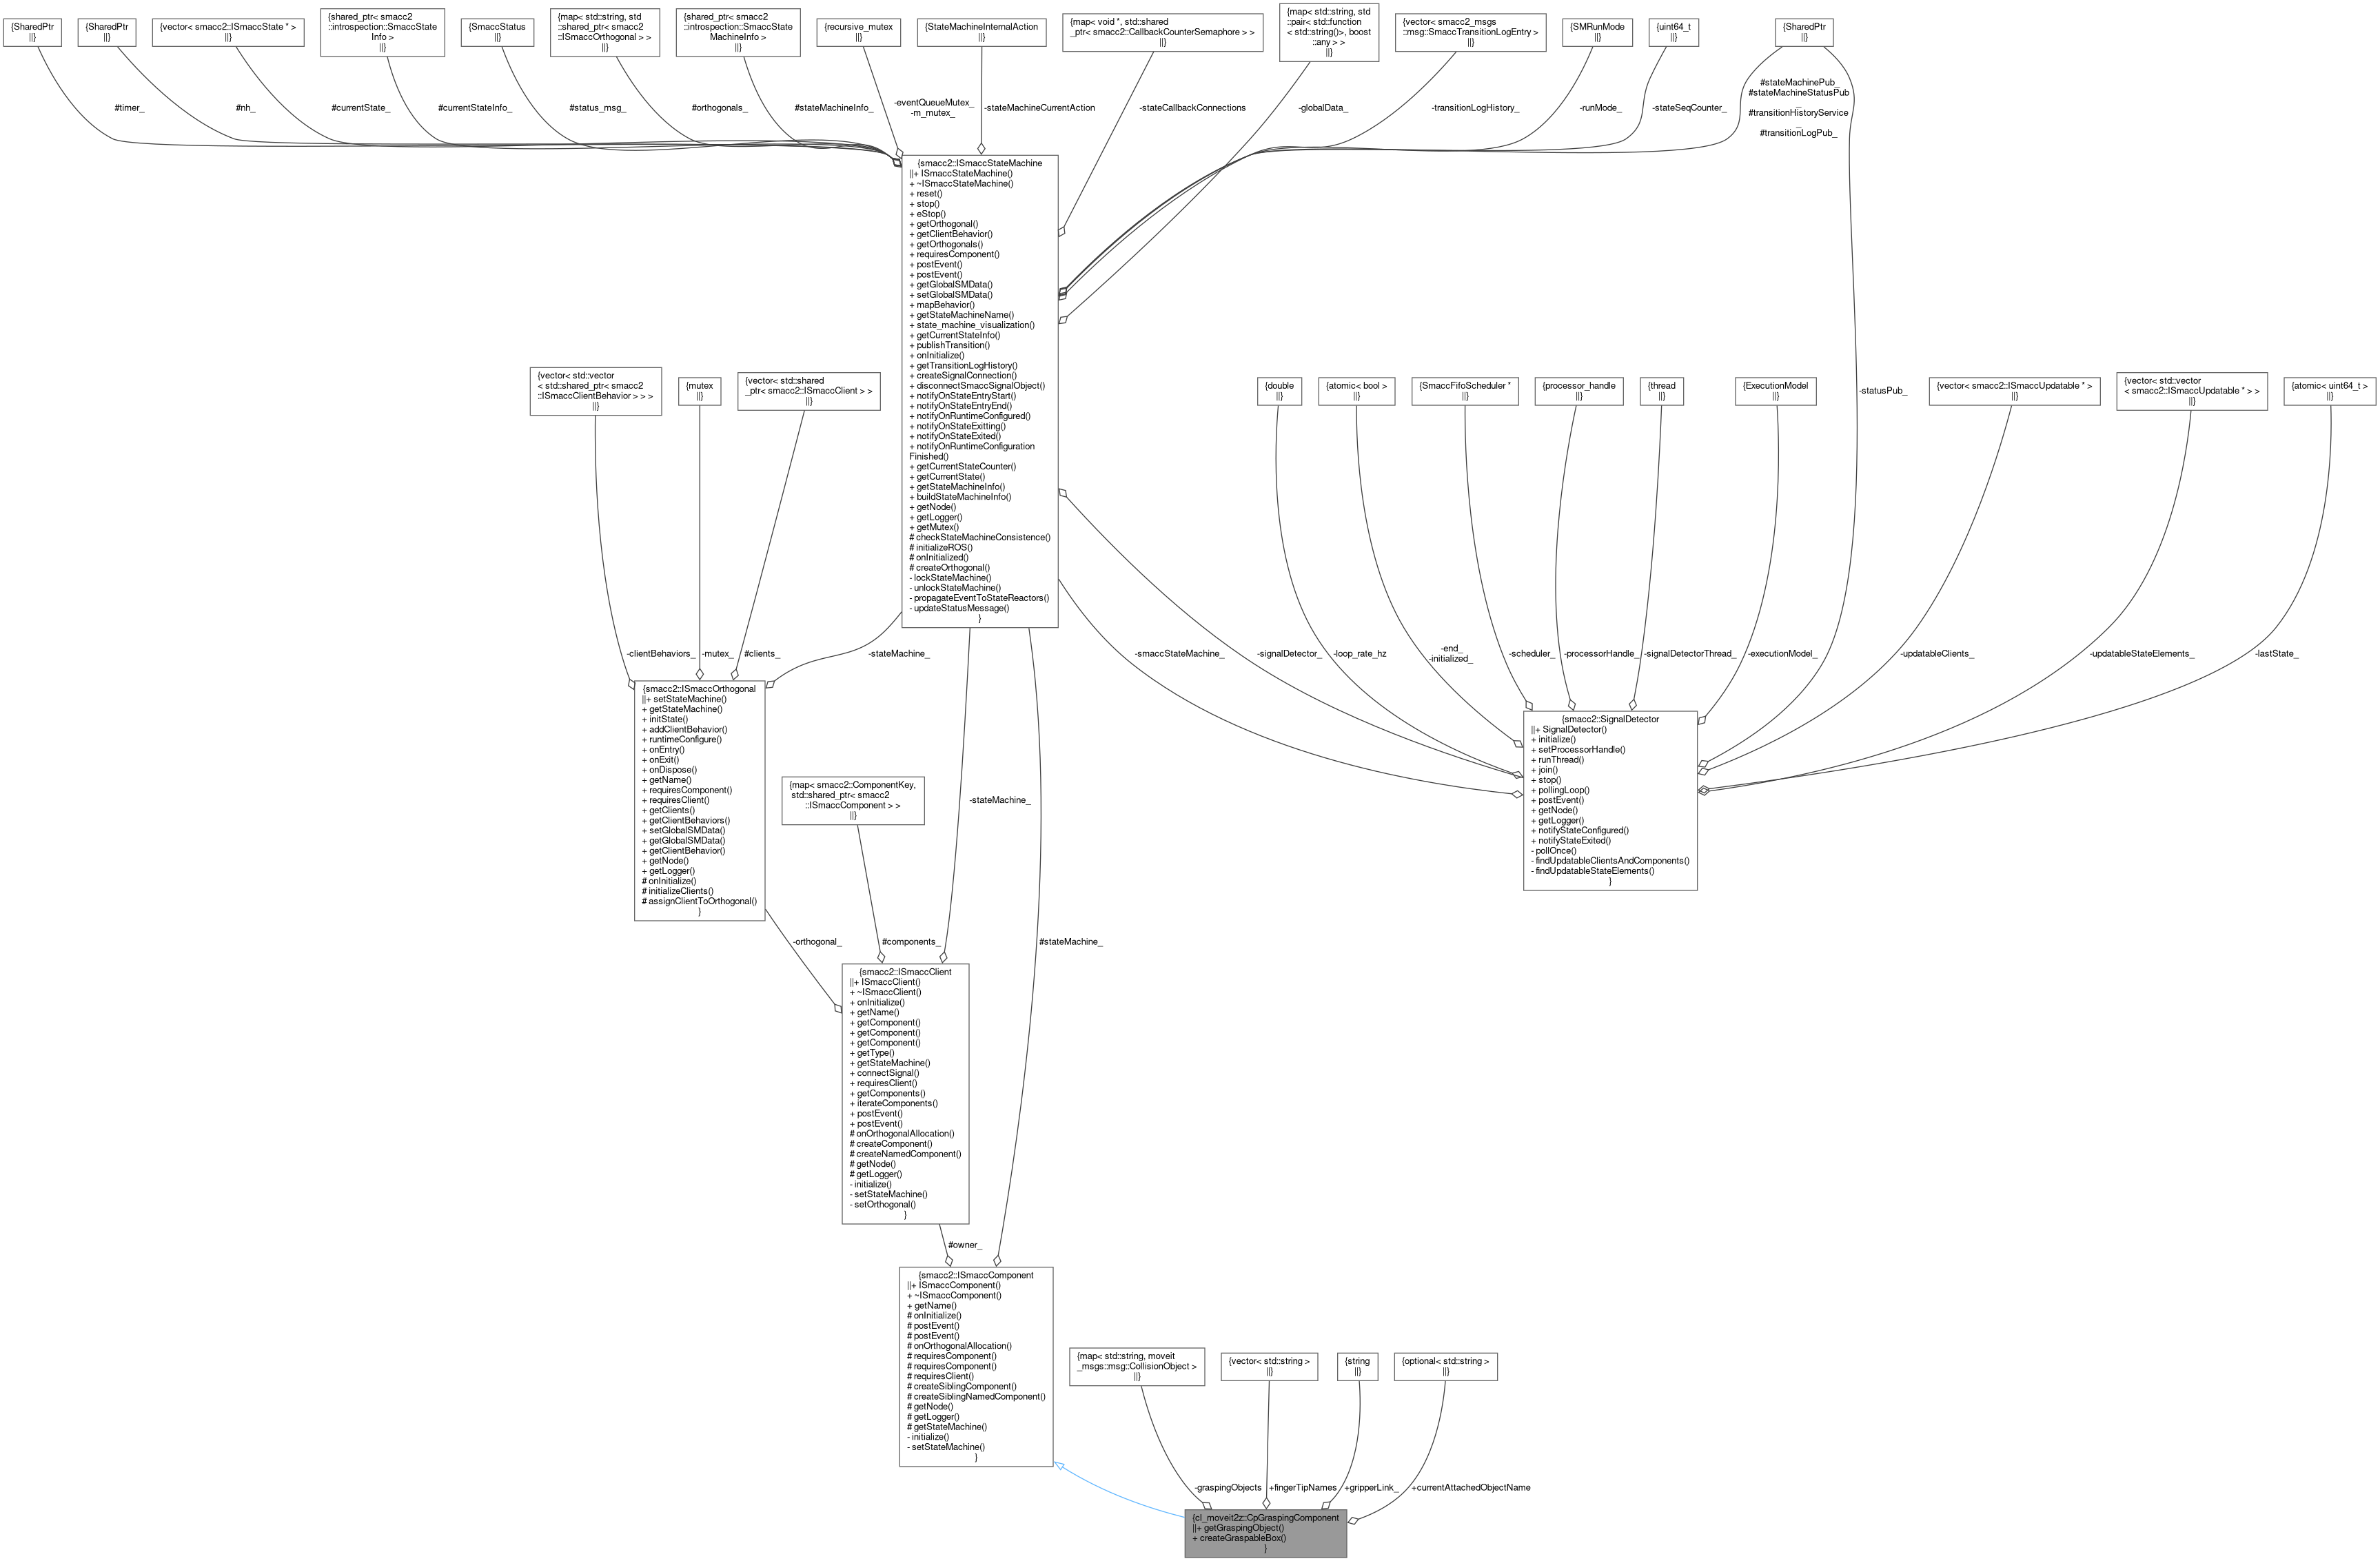 {SharedPtr
||}
{SharedPtr
||}
{vector< smacc2::ISmaccState * >
||}
{shared_ptr< smacc2
::introspection::SmaccState
Info >
||}
{SmaccStatus
||}
{map< std::string, std
::shared_ptr< smacc2
::ISmaccOrthogonal > >
||}
{shared_ptr< smacc2
::introspection::SmaccState
MachineInfo >
||}
{recursive_mutex
||}
{StateMachineInternalAction
||}
{map< void *, std::shared
_ptr< smacc2::CallbackCounterSemaphore > >
||}
{map< std::string, std
::pair< std::function
< std::string()>, boost
::any > >
||}
{vector< smacc2_msgs
::msg::SmaccTransitionLogEntry >
||}
{SMRunMode
||}
{uint64_t
||}
{SharedPtr
||}
#timer_
#nh_
#currentState_
#currentStateInfo_
#status_msg_
#orthogonals_
#stateMachineInfo_
-eventQueueMutex_
-m_mutex_
-stateMachineCurrentAction
-stateCallbackConnections
-globalData_
-transitionLogHistory_
-runMode_
-stateSeqCounter_
#stateMachinePub_
#stateMachineStatusPub
_
#transitionHistoryService
_
#transitionLogPub_
{smacc2::ISmaccStateMachine
||+ ISmaccStateMachine()
+ ~ISmaccStateMachine()
+ reset()
+ stop()
+ eStop()
+ getOrthogonal()
+ getClientBehavior()
+ getOrthogonals()
+ requiresComponent()
+ postEvent()
+ postEvent()
+ getGlobalSMData()
+ setGlobalSMData()
+ mapBehavior()
+ getStateMachineName()
+ state_machine_visualization()
+ getCurrentStateInfo()
+ publishTransition()
+ onInitialize()
+ getTransitionLogHistory()
+ createSignalConnection()
+ disconnectSmaccSignalObject()
+ notifyOnStateEntryStart()
+ notifyOnStateEntryEnd()
+ notifyOnRuntimeConfigured()
+ notifyOnStateExitting()
+ notifyOnStateExited()
+ notifyOnRuntimeConfiguration
Finished()
+ getCurrentStateCounter()
+ getCurrentState()
+ getStateMachineInfo()
+ buildStateMachineInfo()
+ getNode()
+ getLogger()
+ getMutex()
# checkStateMachineConsistence()
# initializeROS()
# onInitialized()
# createOrthogonal()
- lockStateMachine()
- unlockStateMachine()
- propagateEventToStateReactors()
- updateStatusMessage()
}
{vector< std::vector
< std::shared_ptr< smacc2
::ISmaccClientBehavior > > >
||}
{mutex
||}
{vector< std::shared
_ptr< smacc2::ISmaccClient > >
||}
{double
||}
{atomic< bool >
||}
{SmaccFifoScheduler *
||}
{processor_handle
||}
{thread
||}
{ExecutionModel
||}
-statusPub_
{vector< smacc2::ISmaccUpdatable * >
||}
{vector< std::vector
< smacc2::ISmaccUpdatable * > >
||}
{atomic< uint64_t >
||}
-clientBehaviors_
-mutex_
#clients_
-stateMachine_
-smaccStateMachine_
-signalDetector_
-loop_rate_hz
-end_
-initialized_
-scheduler_
-processorHandle_
-signalDetectorThread_
-executionModel_
-updatableClients_
-updatableStateElements_
-lastState_
{smacc2::ISmaccOrthogonal
||+ setStateMachine()
+ getStateMachine()
+ initState()
+ addClientBehavior()
+ runtimeConfigure()
+ onEntry()
+ onExit()
+ onDispose()
+ getName()
+ requiresComponent()
+ requiresClient()
+ getClients()
+ getClientBehaviors()
+ setGlobalSMData()
+ getGlobalSMData()
+ getClientBehavior()
+ getNode()
+ getLogger()
# onInitialize()
# initializeClients()
# assignClientToOrthogonal()
}
{smacc2::SignalDetector
||+ SignalDetector()
+ initialize()
+ setProcessorHandle()
+ runThread()
+ join()
+ stop()
+ pollingLoop()
+ postEvent()
+ getNode()
+ getLogger()
+ notifyStateConfigured()
+ notifyStateExited()
- pollOnce()
- findUpdatableClientsAndComponents()
- findUpdatableStateElements()
}
{map< smacc2::ComponentKey,
std::shared_ptr< smacc2
::ISmaccComponent > >
||}
-stateMachine_
-orthogonal_
#components_
#stateMachine_
{smacc2::ISmaccClient
||+ ISmaccClient()
+ ~ISmaccClient()
+ onInitialize()
+ getName()
+ getComponent()
+ getComponent()
+ getComponent()
+ getType()
+ getStateMachine()
+ connectSignal()
+ requiresClient()
+ getComponents()
+ iterateComponents()
+ postEvent()
+ postEvent()
# onOrthogonalAllocation()
# createComponent()
# createNamedComponent()
# getNode()
# getLogger()
- initialize()
- setStateMachine()
- setOrthogonal()
}
#owner_
{smacc2::ISmaccComponent
||+ ISmaccComponent()
+ ~ISmaccComponent()
+ getName()
# onInitialize()
# postEvent()
# postEvent()
# onOrthogonalAllocation()
# requiresComponent()
# requiresComponent()
# requiresClient()
# createSiblingComponent()
# createSiblingNamedComponent()
# getNode()
# getLogger()
# getStateMachine()
- initialize()
- setStateMachine()
}
{map< std::string, moveit
_msgs::msg::CollisionObject >
||}
{vector< std::string >
||}
{string
||}
{optional< std::string >
||}
-graspingObjects
+fingerTipNames
+gripperLink_
+currentAttachedObjectName
{cl_moveit2z::CpGraspingComponent
||+ getGraspingObject()
+ createGraspableBox()
}